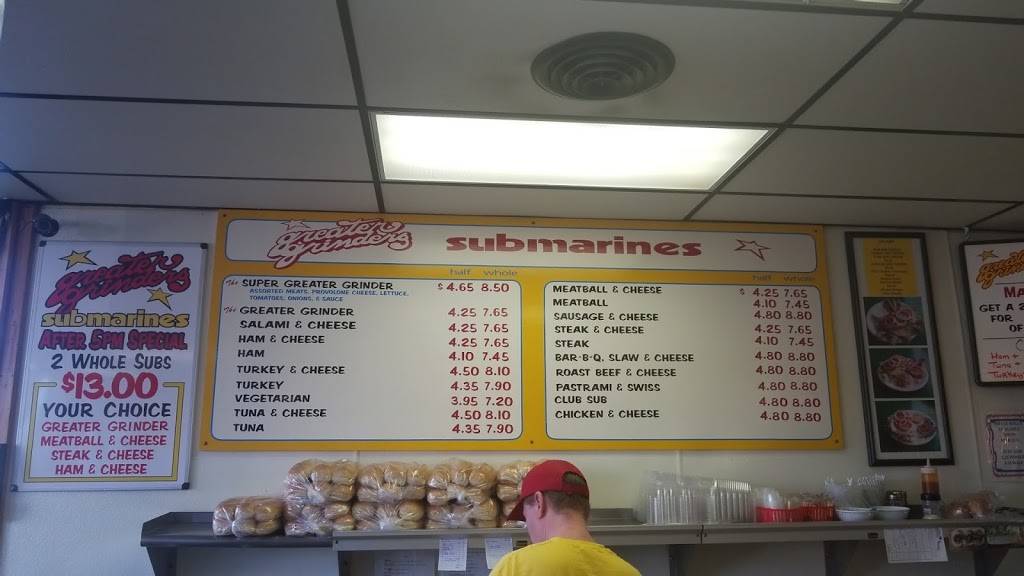 greater grinders
submarines
AFTER 5PM SPECIAL
2 WHOLE SUBS
$13.00
YOUR CHOICE
GREATER GRINDER
MEATBALL & CHEESE
STEAK & CHEESE
HAM & CHEESE
greater grinders submarines
half whole
The SUPER GREATER GRINDER $ 4.65 8.50
ASSORTED MEATS, PROVOLONE CHEESE, LETTUCE,
TOMATOES, ONIONS, & SAUCE
The GREATER GRINDER 4.25 7.65
SALAMI & CHEESE 4.25 7.65
HAM & CHEESE 4.25 7.65
HAM 4.10 7.45
TURKEY & CHEESE 4.50 8.10
TURKEY 4.35 7.90
VEGETARIAN 3.95 7.20
TUNA & CHEESE 4.50 8.10
TUNA 4.35 7.90
half whole
MEATBALL & CHEESE $ 4.25 7.65
MEATBALL 4.10 7.45
SAUSAGE & CHEESE 4.80 8.80
STEAK & CHEESE 4.25 7.65
STEAK 4.10 7.45
BAR-B-Q, SLAW & CHEESE 4.80 8.80
ROAST BEEF & CHEESE 4.80 8.80
PASTRAMI & SWISS 4.80 8.80
CLUB SUB 4.80 8.80
CHICKEN & CHEESE 4.80 8.80
GET A 2
FOR
OF
Ham +
Tuna +
Turkey